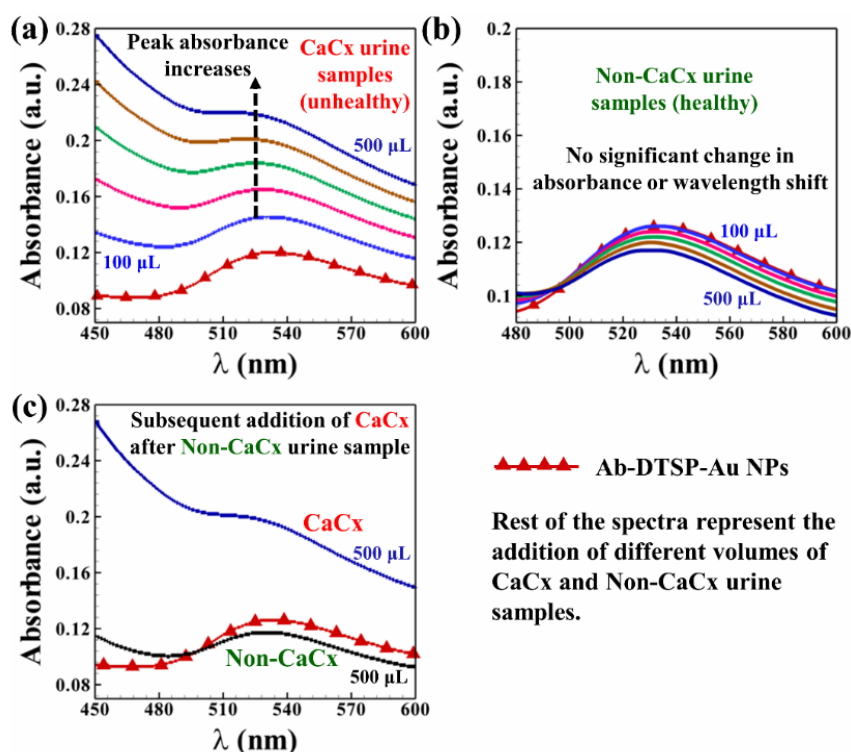 (a)
Peak absorbance
increases
CaCx urine
samples
(unhealthy)
500 µL
100 µL
0.28
0.24
0.2
0.16
0.12
0.08
Absorbance (a.u.)
450 480 510 540 570 600
λ (nm)
(b)
Non-CaCx urine
samples (healthy)
No significant change in
absorbance or wavelength shift
100 µL
500 µL
0.2
0.18
0.16
0.14
0.12
0.1
Absorbance (a.u.)
480 500 520 540 560 580 600
λ (nm)
(c)
Subsequent addition of CaCx
after Non-CaCx urine sample
CaCx
500 µL
Non-CaCx
500 µL
0.28
0.24
0.2
0.16
0.12
0.08
Absorbance (a.u.)
450 480 510 540 570 600
λ (nm)
Ab-DTSP-Au NPs
Rest of the spectra represent the
addition of different volumes of
CaCx and Non-CaCx urine
samples.